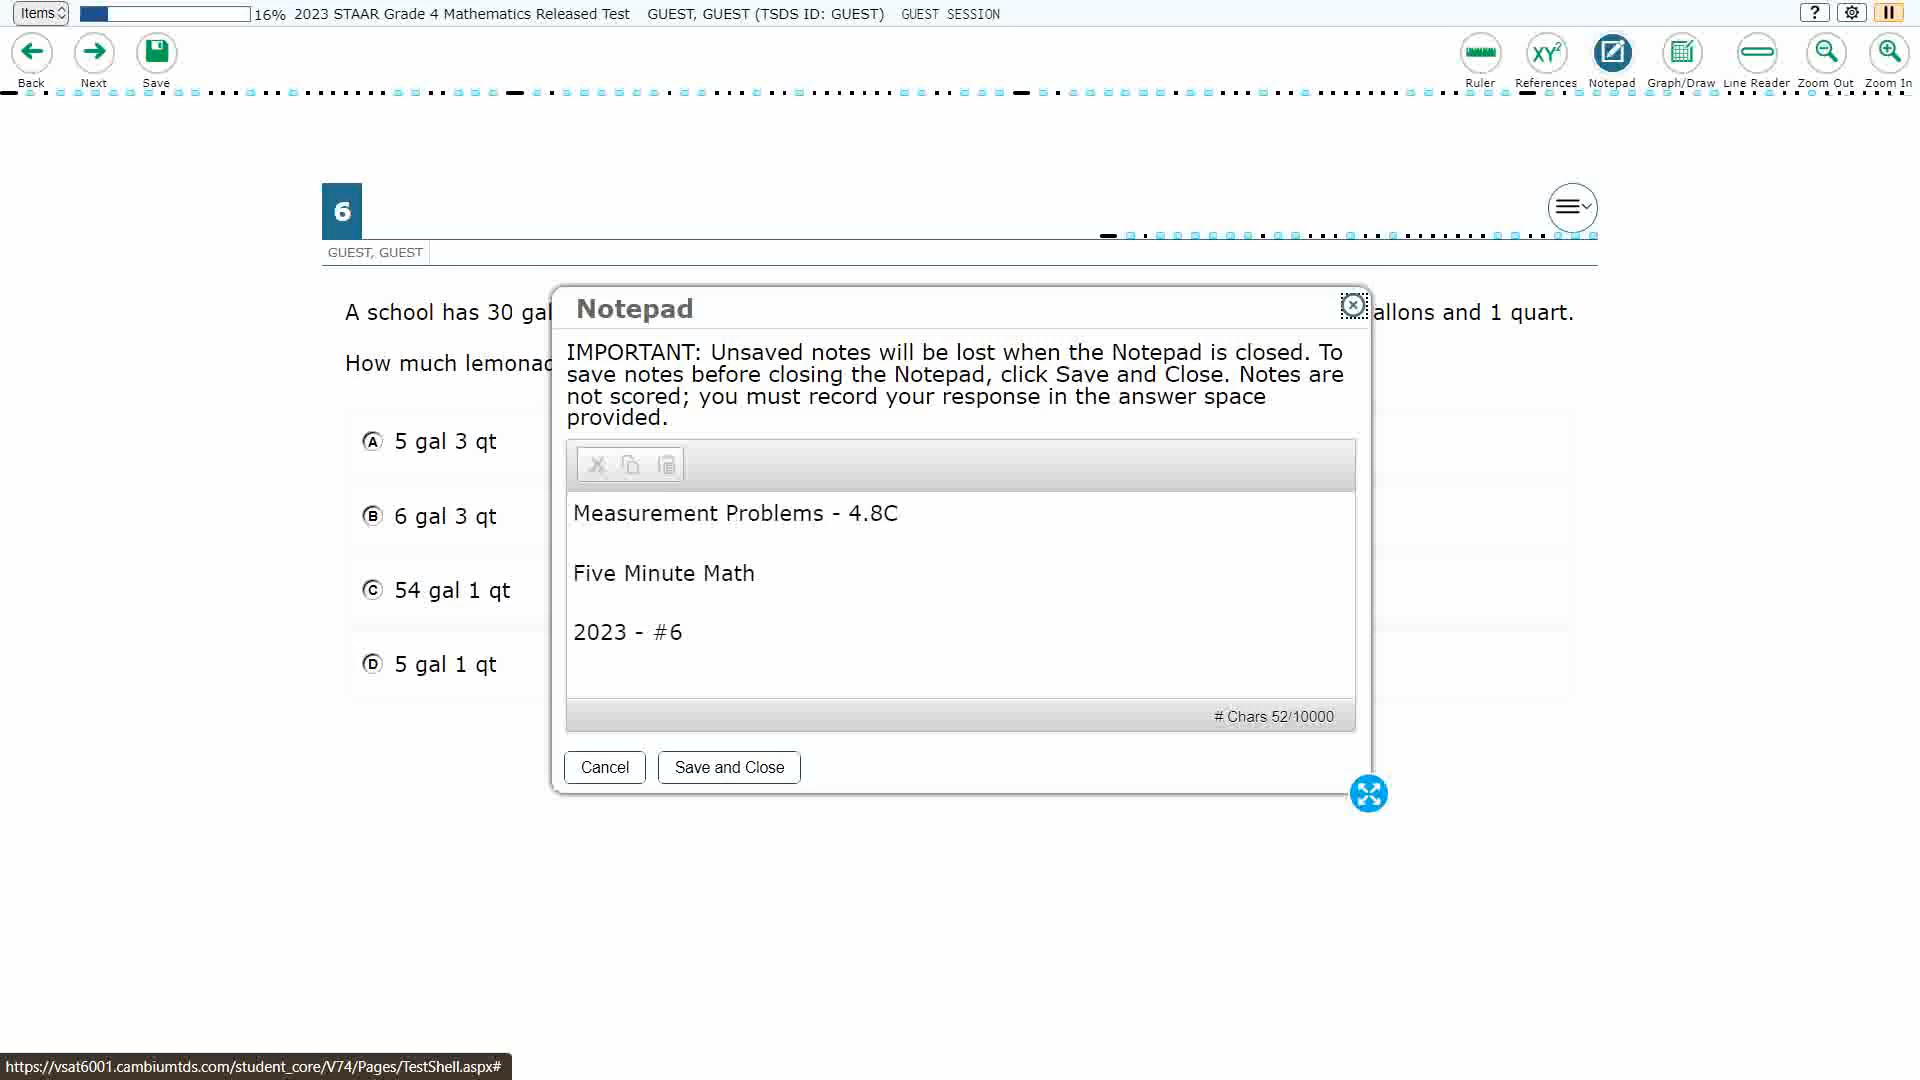 Items
16%
2023 STAAR Grade 4 Mathematics Released Test
GUEST, GUEST (TSDS ID: GUEST)
GUEST SESSION
?
Back
Next
Save
XY²
Ruler
References
Notepad
Graph/Draw
Line Reader
Zoom Out
Zoom In
6
GUEST, GUEST
A school has 30 gal
allons and 1 quart.
How much lemonad
A 5 gal 3 qt
B 6 gal 3 qt
C 54 gal 1 qt
D 5 gal 1 qt
Notepad
IMPORTANT: Unsaved notes will be lost when the Notepad is closed. To
save notes before closing the Notepad, click Save and Close. Notes are
not scored; you must record your response in the answer space
provided.
Measurement Problems - 4.8C
Five Minute Math
2023 - #6
# Chars 52/10000
Cancel
Save and Close
https://vsat6001.cambiumtds.com/student_core/V74/Pages/TestShell.aspx#